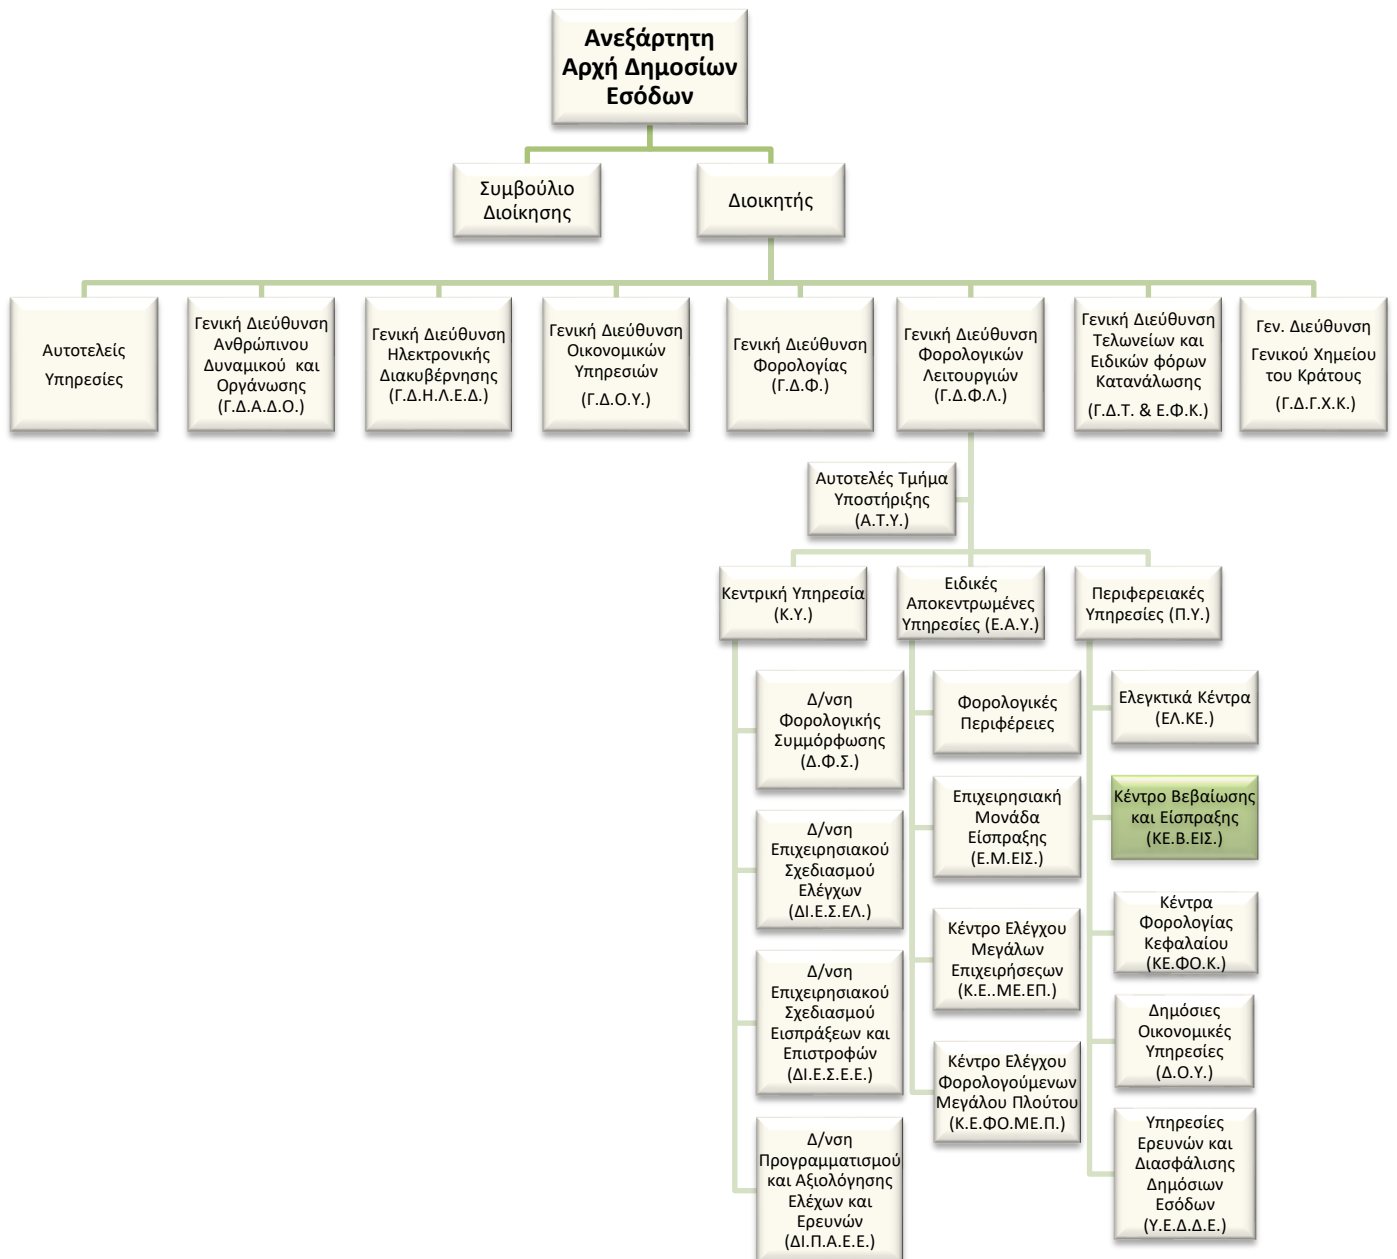 Ανεξάρτητη
Αρχή Δημοσίων
Εσόδων
Συμβούλιο
Διοίκησης
Διοικητής
Αυτοτελείς
Υπηρεσίες
Γενική Διεύθυνση
Ανθρώπινου
Δυναμικού και
Οργάνωσης
(Γ.Δ.Α.Δ.Ο.)
Γενική Διεύθυνση
Ηλεκτρονικής
Διακυβέρνησης
(Γ.Δ.Η.Λ.Ε.Δ.)
Γενική Διεύθυνση
Οικονομικών
Υπηρεσιών
(Γ.Δ.Ο.Υ.)
Γενική Διεύθυνση
Φορολογίας
(Γ.Δ.Φ.)
Γενική Διεύθυνση
Φορολογικών
Λειτουργιών
(Γ.Δ.Φ.Λ.)
Γενική Διεύθυνση
Τελωνείων και
Ειδικών φόρων
Κατανάλωσης
(Γ.Δ.Τ. & Ε.Φ.Κ.)
Γεν. Διεύθυνση
Γενικού Χημείου
του Κράτους
(Γ.Δ.Γ.Χ.Κ.)
Αυτοτελές Τμήμα
Υποστήριξης
(Α.Τ.Υ.)
Κεντρική Υπηρεσία
(Κ.Υ.)
Ειδικές
Αποκεντρωμένες
Υπηρεσίες (Ε.Α.Υ.)
Περιφερειακές
Υπηρεσίες (Π.Υ.)
Δ/νση
Φορολογικής
Συμμόρφωσης
(Δ.Φ.Σ.)
Δ/νση
Επιχειρησιακού
Σχεδιασμού
Ελέγχων
(ΔΙ.Ε.Σ.ΕΛ.)
Δ/νση
Επιχειρησιακού
Σχεδιασμού
Εισπράξεων και
Επιστροφών
(ΔΙ.Ε.Σ.Ε.Ε.)
Δ/νση
Προγραμματισμού
και Αξιολόγησης
Ελέχων και
Ερευνών
(ΔΙ.Π.Α.Ε.Ε.)
Φορολογικές
Περιφέρειες
Επιχειρησιακή
Μονάδα
Είσπραξης
(Ε.Μ.ΕΙΣ.)
Κέντρο Ελέγχου
Μεγάλων
Επιχειρήσεςων
(Κ.Ε..ΜΕ.ΕΠ.)
Κέντρο Ελέγχου
Φορολογούμενων
Μεγάλου Πλούτου
(Κ.Ε.ΦΟ.ΜΕ.Π.)
Ελεγκτικά Κέντρα
(ΕΛ.ΚΕ.)
Κέντρο Βεβαίωσης
και Είσπραξης
(ΚΕ.Β.ΕΙΣ.)
Κέντρα
Φορολογίας
Κεφαλαίου
(ΚΕ.ΦΟ.Κ.)
Δημόσιες
Οικονομικές
Υπηρεσίες
(Δ.Ο.Υ.)
Υπηρεσίες
Ερευνών και
Διασφάλισης
Δημόσιων
Εσόδων
(Υ.Ε.Δ.Δ.Ε.)